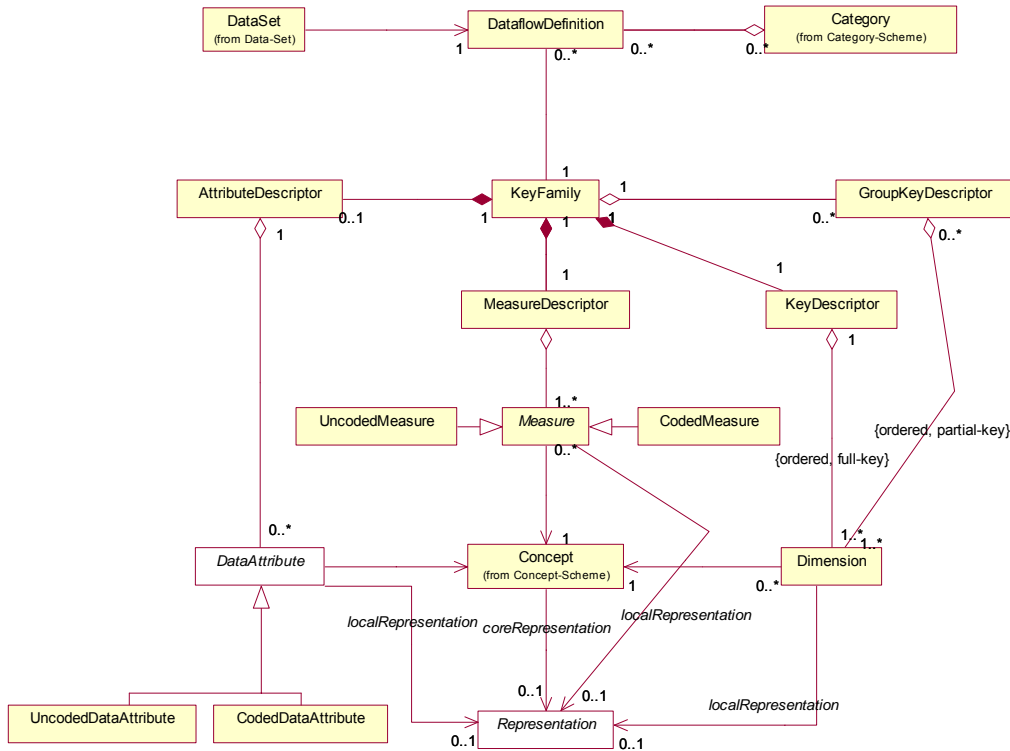 DataSet
(from Data-Set)
DataflowDefinition
Category
(from Category-Scheme)
1
0..*
0..*
0..*
1
AttributeDescriptor
KeyFamily
GroupKeyDescriptor
0..1
1
1
1
1
0..*
0..*
1
1
1
MeasureDescriptor
KeyDescriptor
1
1..*
UncodedMeasure
Measure
CodedMeasure
0..*
{ordered, partial-key}
{ordered, full-key}
0..*
1
1..*
1..*
DataAttribute
Concept
(from Concept-Scheme)
Dimension
1
0..*
localRepresentation
coreRepresentation
localRepresentation
0..1
0..1
localRepresentation
UncodedDataAttribute
CodedDataAttribute
Representation
0..1
0..1